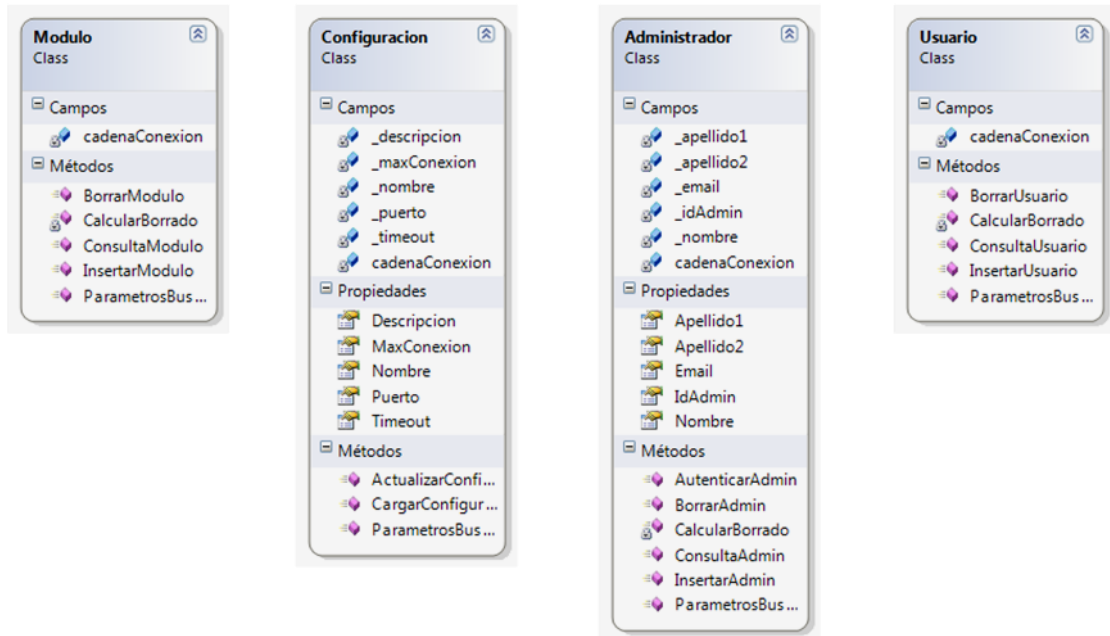 Modulo
Class
Campos
cadenaConexion
Métodos
BorrarModulo
CalcularBorrado
ConsultaModulo
InsertarModulo
ParametrosBus...
Configuracion
Class
Campos
_descripcion
_maxConexion
_nombre
_puerto
_timeout
cadenaConexion
Propiedades
Descripcion
MaxConexion
Nombre
Puerto
Timeout
Métodos
ActualizarConfi...
CargarConfigur...
ParametrosBus...
Administrador
Class
Campos
_apellido1
_apellido2
_email
_idAdmin
_nombre
cadenaConexion
Propiedades
Apellido1
Apellido2
Email
IdAdmin
Nombre
Métodos
AutenticarAdmin
BorrarAdmin
CalcularBorrado
ConsultaAdmin
InsertarAdmin
ParametrosBus...
Usuario
Class
Campos
cadenaConexion
Métodos
BorrarUsuario
CalcularBorrado
ConsultaUsuario
InsertarUsuario
ParametrosBus...